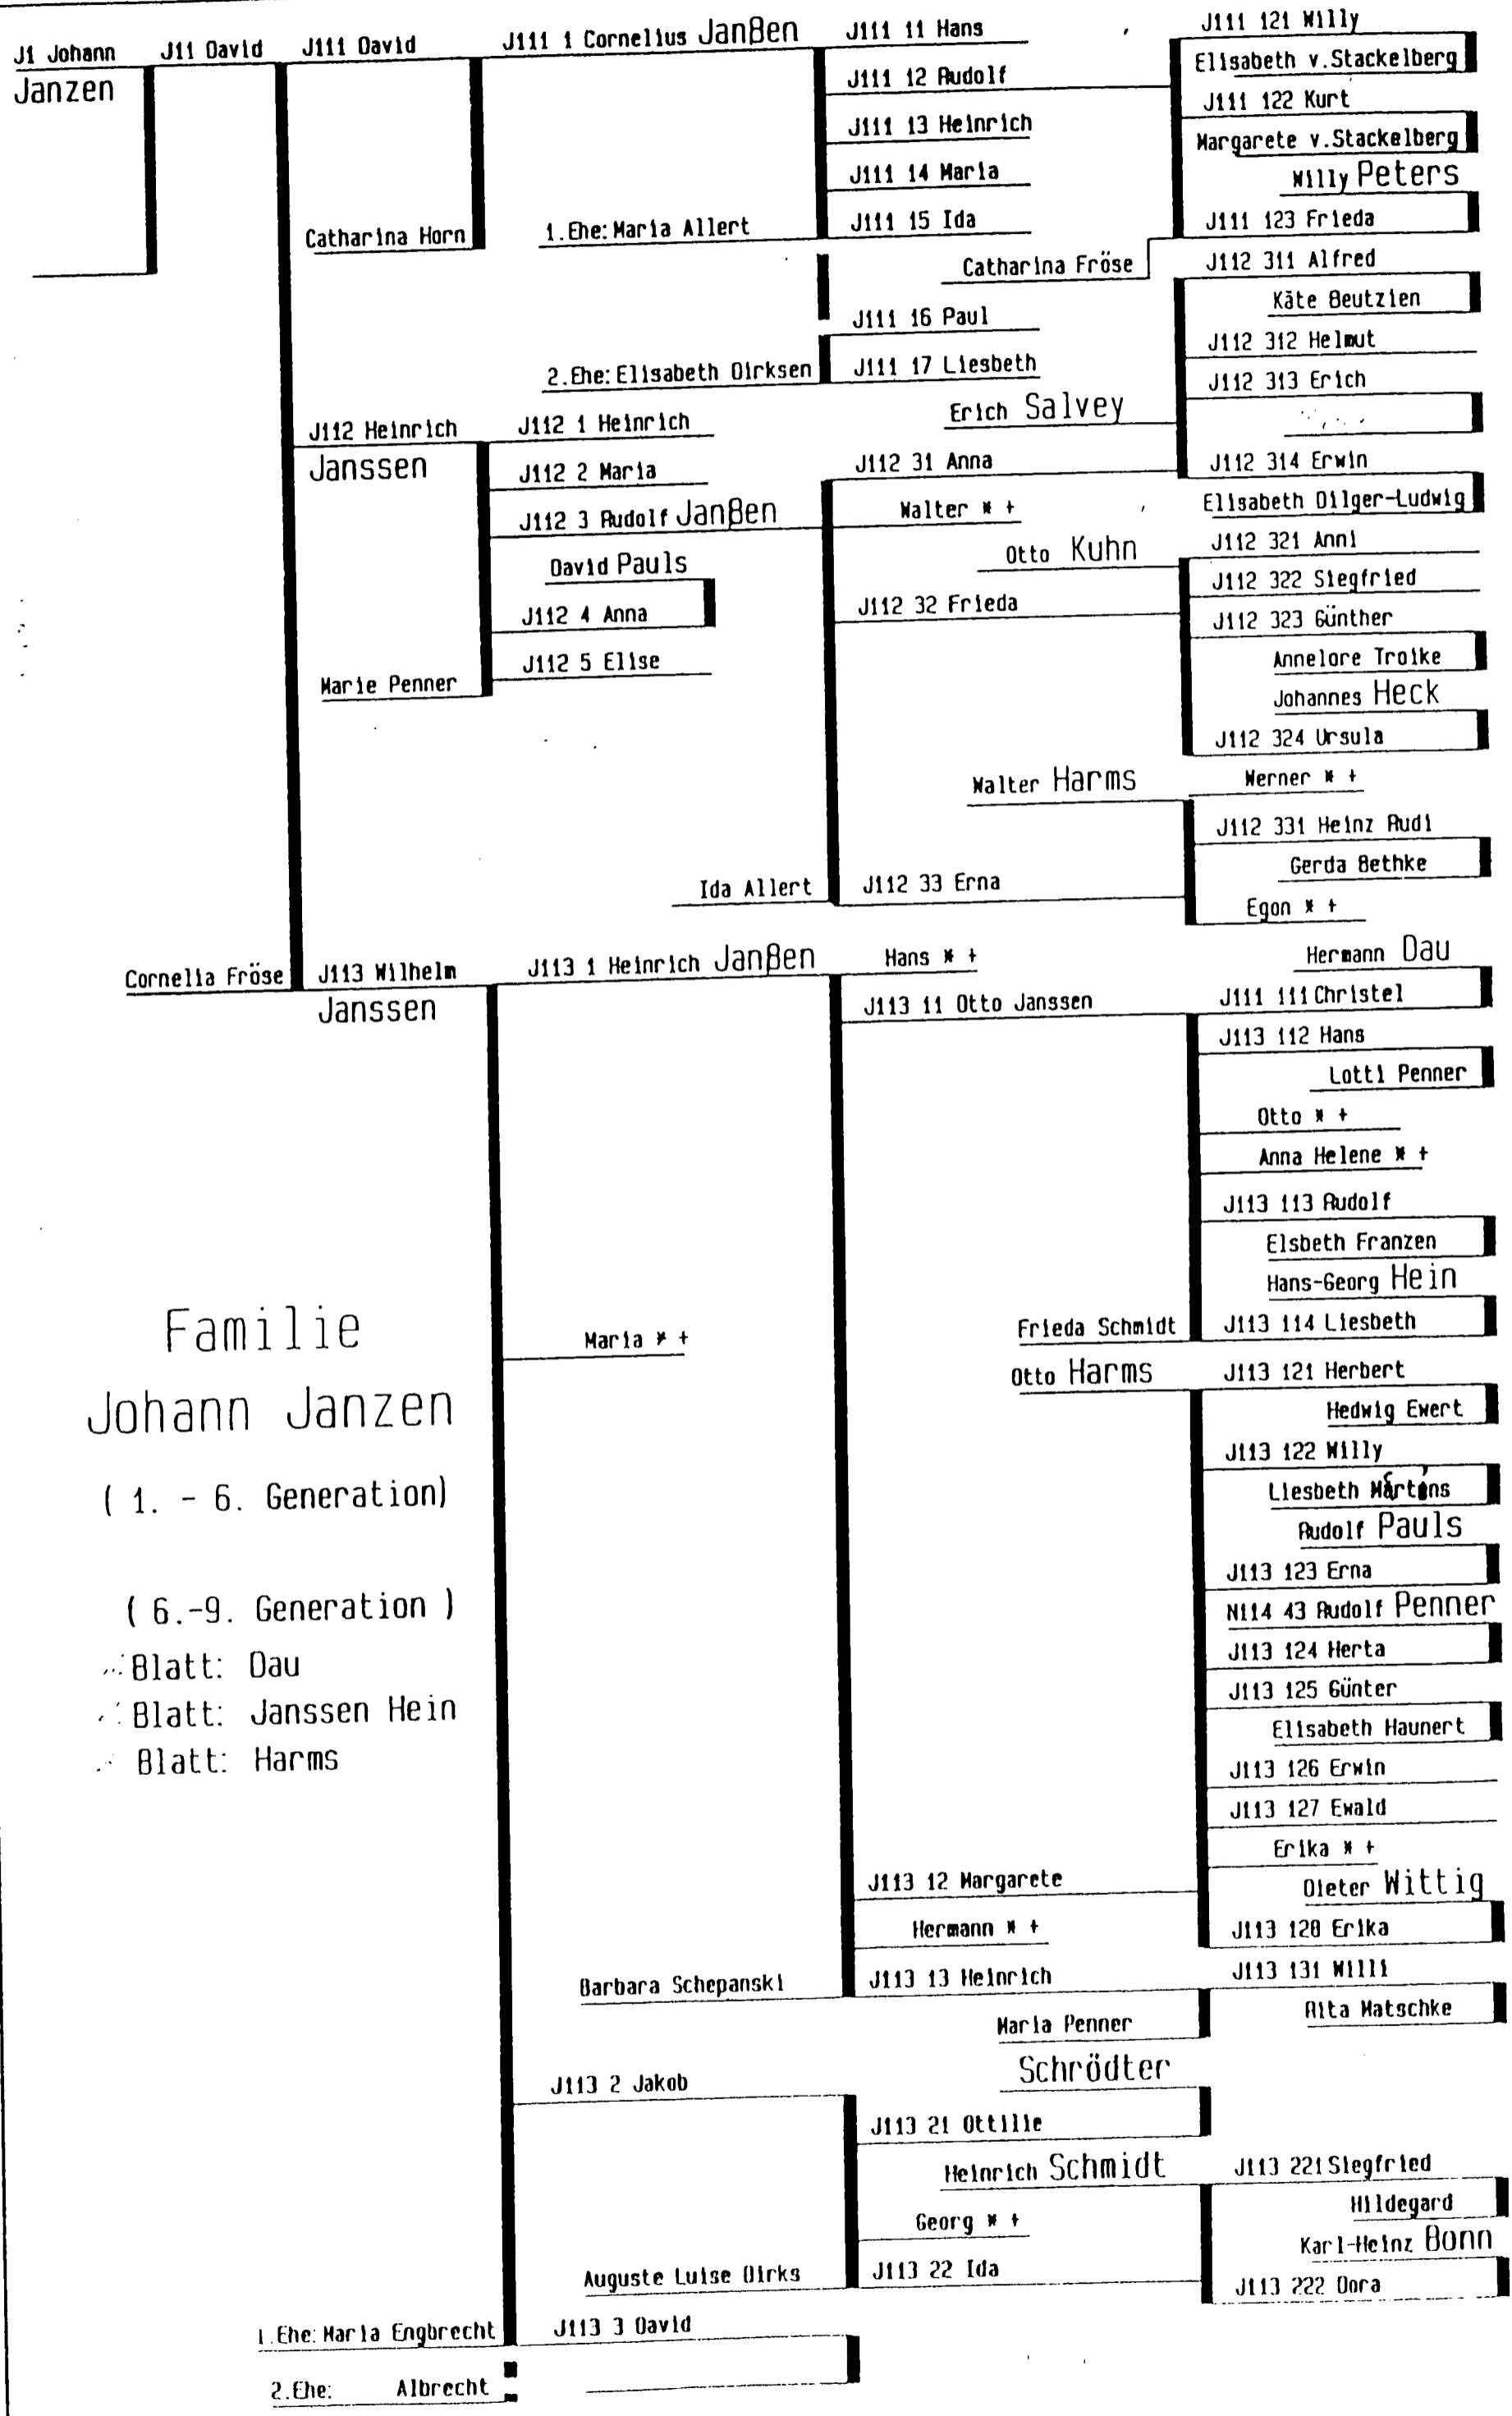 J1 Johann
Janzen
J11 David
Cornelia Fröse
J111 David
Catharina Horn
J112 Heinrich
Janssen
Marie Penner
J113 Wilhelm
Janssen
1.Ehe: Maria Engbrecht
2.Ehe: Albrecht
J111 1 Cornelius Janßen
1.Ehe: Maria Allert
2.Ehe: Elisabeth Dirksen
J112 1 Heinrich
J112 2 Maria
J112 3 Rudolf Janßen
David Pauls
J112 4 Anna
J112 5 Elise
Ida Allert
J113 1 Heinrich Janßen
Maria * +
Barbara Schepanski
J113 2 Jakob
Auguste Luise Dirks
J113 3 David
J111 11 Hans
J111 12 Rudolf
J111 13 Heinrich
J111 14 Maria
J111 15 Ida
Catharina Fröse
J111 16 Paul
J111 17 Liesbeth
Erich Salvey
J112 31 Anna
Walter * +
Otto Kuhn
J112 32 Frieda
Walter Harms
J112 33 Erna
Hans * +
J113 11 Otto Janssen
Frieda Schmidt
Otto Harms
J113 12 Margarete
Hermann * +
J113 13 Heinrich
Maria Penner
Schrödter
J113 21 Ottilie
Heinrich Schmidt
Georg * +
J113 22 Ida
J111 121 Willy
Elisabeth v.Stackelberg
J111 122 Kurt
Margarete v.Stackelberg
Willy Peters
J111 123 Frieda
J112 311 Alfred
Käte Beutzien
J112 312 Helmut
J112 313 Erich
J112 314 Erwin
Elisabeth Dilger-Ludwig
J112 321 Anni
J112 322 Siegfried
J112 323 Günther
Annelore Troike
Johannes Heck
J112 324 Ursula
Werner * +
J112 331 Heinz Rudi
Gerda Bethke
Egon * +
Hermann Dau
J111 111 Christel
J113 112 Hans
Lotti Penner
Otto * +
Anna Helene * +
J113 113 Rudolf
Elsbeth Franzen
Hans-Georg Hein
J113 114 Liesbeth
J113 121 Herbert
Hedwig Ewert
J113 122 Willy
Liesbeth Märtens
Rudolf Pauls
J113 123 Erna
N114 43 Rudolf Penner
J113 124 Herta
J113 125 Günter
Elisabeth Haunert
J113 126 Erwin
J113 127 Ewald
Erika * +
Dieter Wittig
J113 128 Erika
J113 131 Willi
Rita Matschke
J113 221 Siegfried
Hildegard
Karl-Heinz Bonn
J113 222 Dora
Familie
Johann Janzen
( 1. - 6. Generation)
( 6.-9. Generation )
Blatt: Dau
Blatt: Janssen Hein
Blatt: Harms